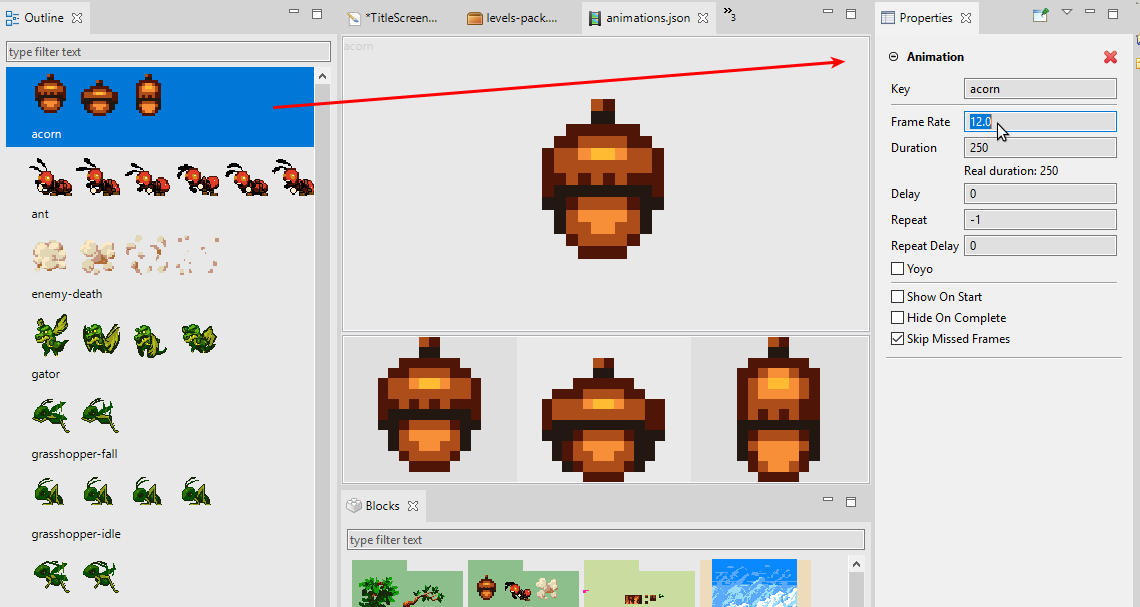 Outline
type filter text
acorn
ant
enemy-death
gator
grasshopper-fall
grasshopper-idle
*TitleScreen...
levels-pack....
animations.json
»3
acorn
Blocks
type filter text
Properties
Animation
Key
acorn
Frame Rate
12.0
Duration
250
Real duration: 250
Delay
0
Repeat
-1
Repeat Delay
0
Yoyo
Show On Start
Hide On Complete
Skip Missed Frames